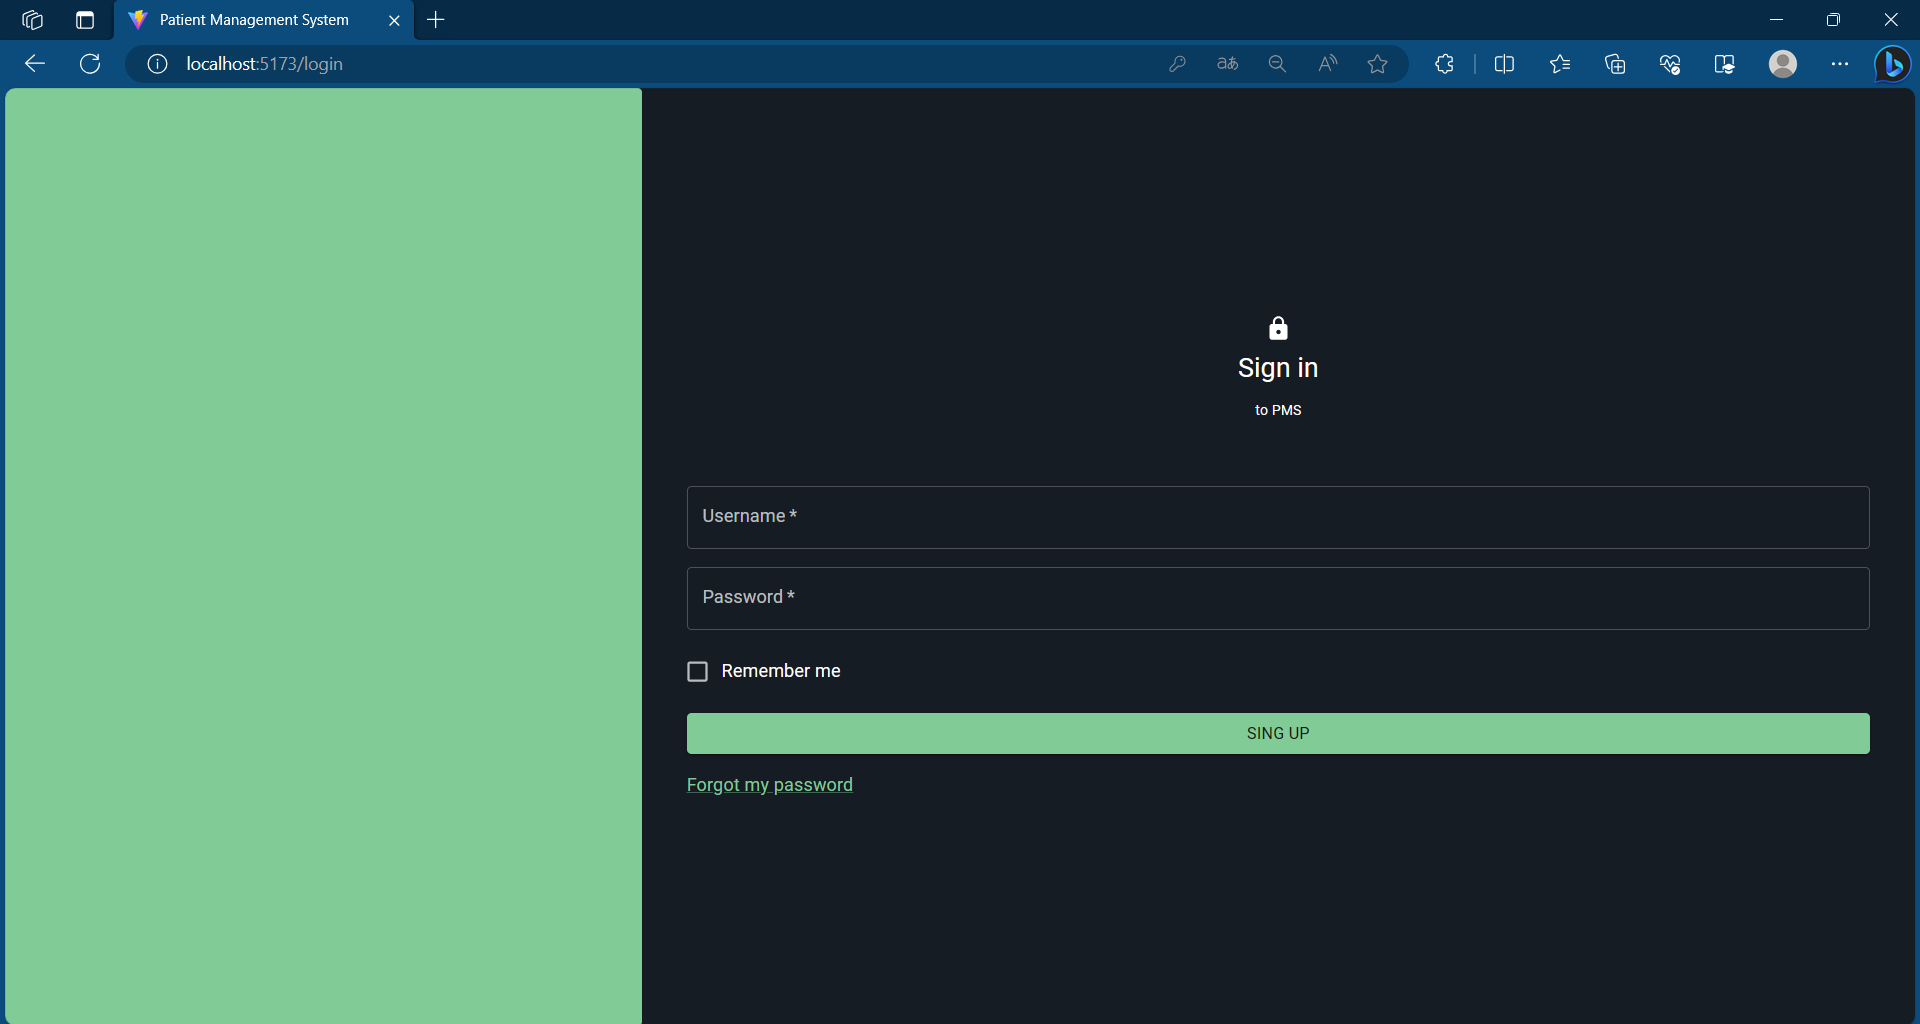 Patient Management System
localhost:5173/login
Sign in
to PMS
Username *
Password *
Remember me
SING UP
Forgot my password